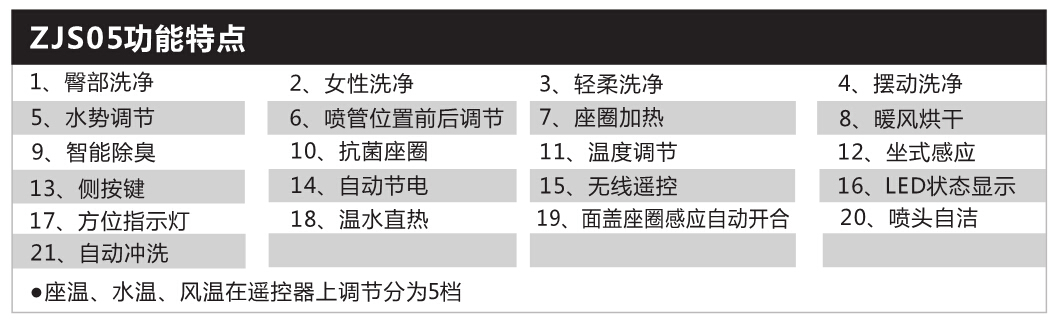 ZJS05功能特点
1、臀部洗净 2、女性洗净 3、轻柔洗净 4、摆动洗净
5、水势调节 6、喷管位置前后调节 7、座圈加热 8、暖风烘干
9、智能除臭 10、抗菌座圈 11、温度调节 12、坐式感应
13、侧按键 14、自动节电 15、无线遥控 16、LED状态显示
17、方位指示灯 18、温水直热 19、面盖座圈感应自动开合 20、喷头自洁
21、自动冲洗
●座温、水温、风温在遥控器上调节分为5档